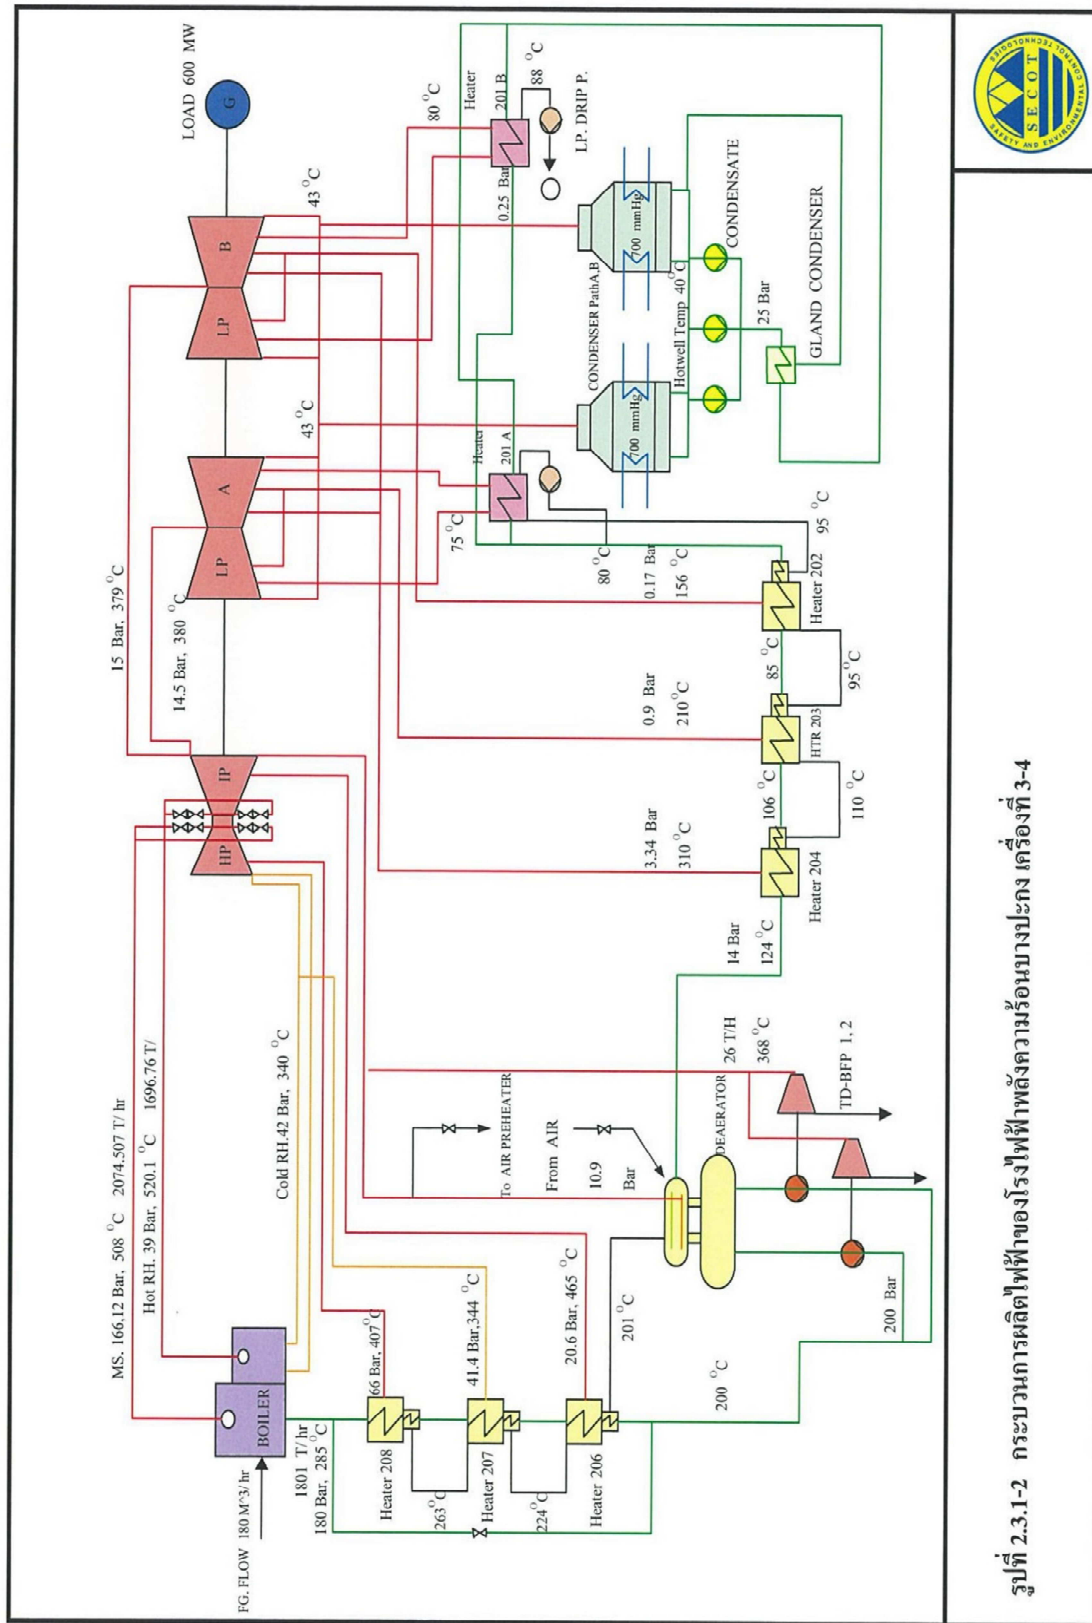 LOAD 600 MW
G
MS. 166.12 Bar, 508 °C 2074.507 T/ hr
Hot RH. 39 Bar, 520.1 °C 1696.76 T/
15 Bar, 379 °C
14.5 Bar, 380 °C
Cold RH.42 Bar, 340 °C
HP
IP
LP
A
LP
B
43 °C
43 °C
80 °C
BOILER
FG. FLOW 180 M^3/ hr
1801 T/ hr
180 Bar, 285 °C
66 Bar, 407°C
Heater 208
263°C
41.4 Bar,344 °C
Heater 207
224°C
20.6 Bar, 465 °C
Heater 206
201 °C
200 °C
200 Bar
To AIR PREHEATER
From AIR
10.9
Bar
DEAERATOR
26 T/H
368 °C
TD-BFP 1, 2
14 Bar
124 °C
3.34 Bar
310 °C
Heater 204
106 °C
110 °C
0.9 Bar
210°C
HTR 203
85 °C
95°C
0.17 Bar
156 °C
Heater 202
95 °C
75 °C
80 °C
Heater
201 A
Heater
201 B
0.25 Bar
88 °C
LP. DRIP P.
CONDENSER PathA,B
700 mmHg
700 mmHg
Hotwell Temp 40°C
CONDENSATE
25 Bar
GLAND CONDENSER
SAFETY AND ENVIRONMENTAL
CONTROL TECHNOLOGIES
SECOT
รูปที่ 2.3.1-2 กระบวนการผลิตไฟฟ้าของโรงไฟฟ้าพลังความร้อนบางปะกง เครื่องที่ 3-4